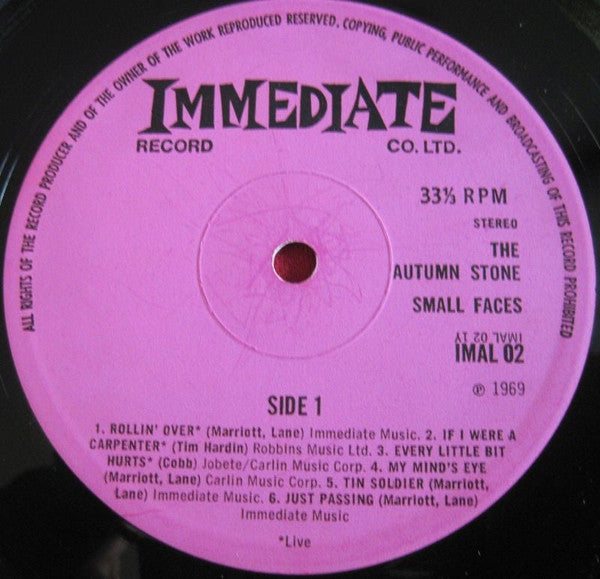 ALL RIGHTS OF THE RECORD PRODUCER AND OF THE OWNER OF THE WORK REPRODUCED RESERVED. COPYING, PUBLIC PERFORMANCE AND BROADCASTING OF THIS RECORD PROHIBITED
IMMEDIATE
RECORD CO. LTD.
33⅓ RPM
STEREO
THE
AUTUMN STONE
SMALL FACES
IMAL 02 1Y
IMAL 02
℗ 1969
SIDE 1
1. ROLLIN' OVER* (Marriott, Lane) Immediate Music. 2. IF I WERE A
CARPENTER* (Tim Hardin) Robbins Music Ltd. 3. EVERY LITTLE BIT
HURTS* (Cobb) Jobete/Carlin Music Corp. 4. MY MIND'S EYE
(Marriott, Lane) Carlin Music Corp. 5. TIN SOLDIER (Marriott,
Lane) Immediate Music. 6. JUST PASSING (Marriott, Lane)
Immediate Music
*Live